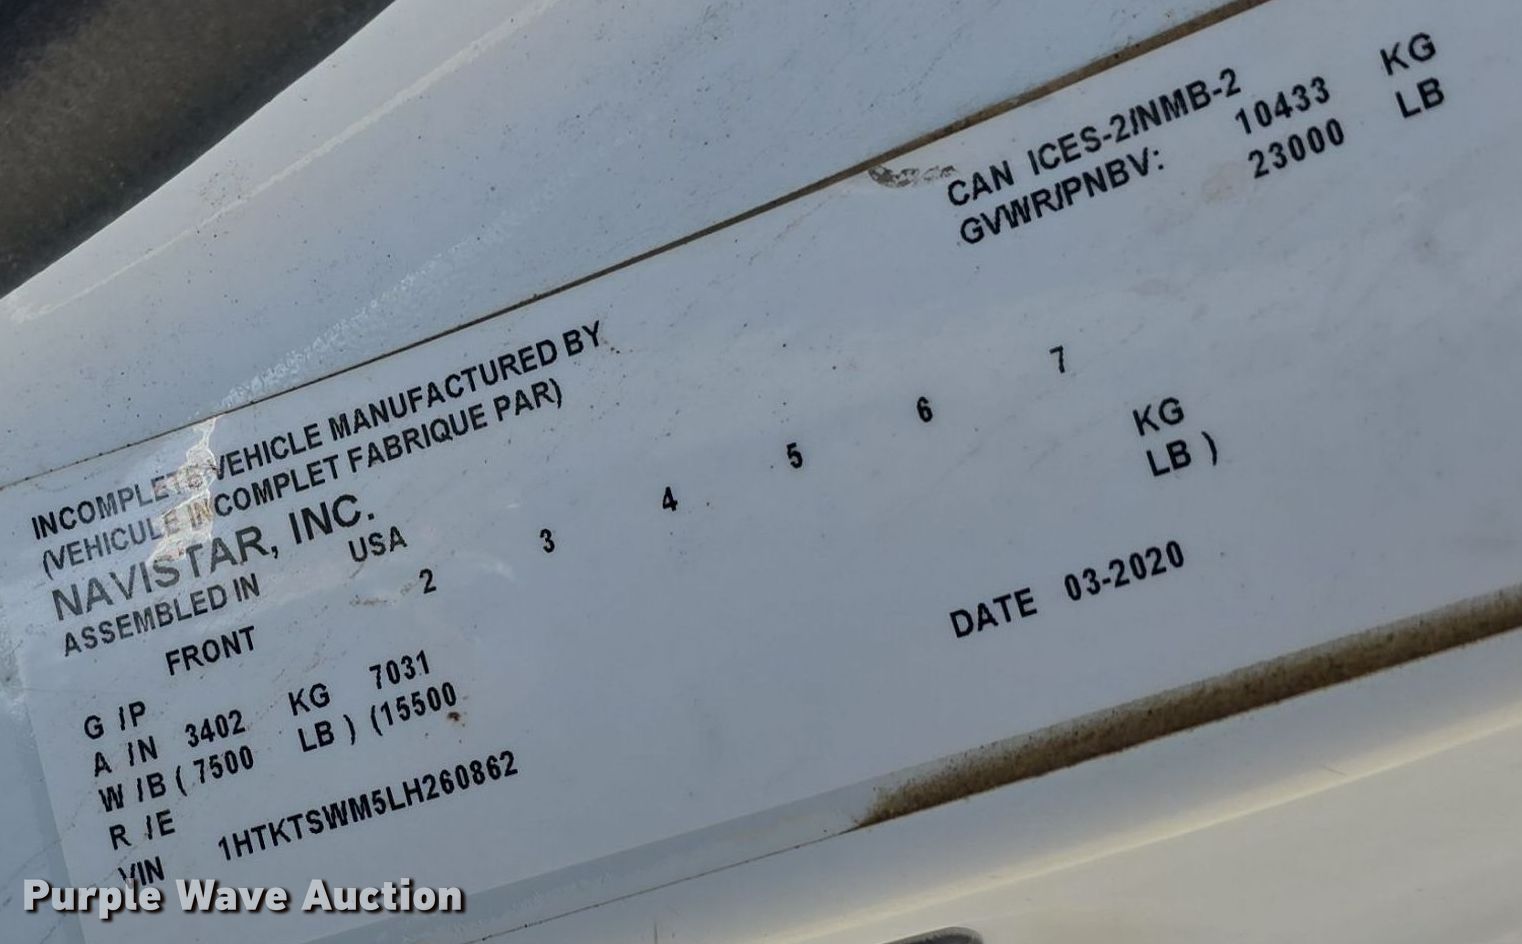 CAN ICES-2/NMB-2
GVWR/PNBV: 10433 KG
23000 LB
INCOMPLETE VEHICLE MANUFACTURED BY
(VEHICULE INCOMPLET FABRIQUE PAR)
NAVISTAR, INC.
ASSEMBLED IN USA
FRONT 2 3 4 5 6 7
G /P
A /N 3402 KG 7031 KG
W /B ( 7500 LB ) (15500 LB )
R /E
VIN 1HTKTSWM5LH260862
DATE 03-2020
Purple Wave Auction